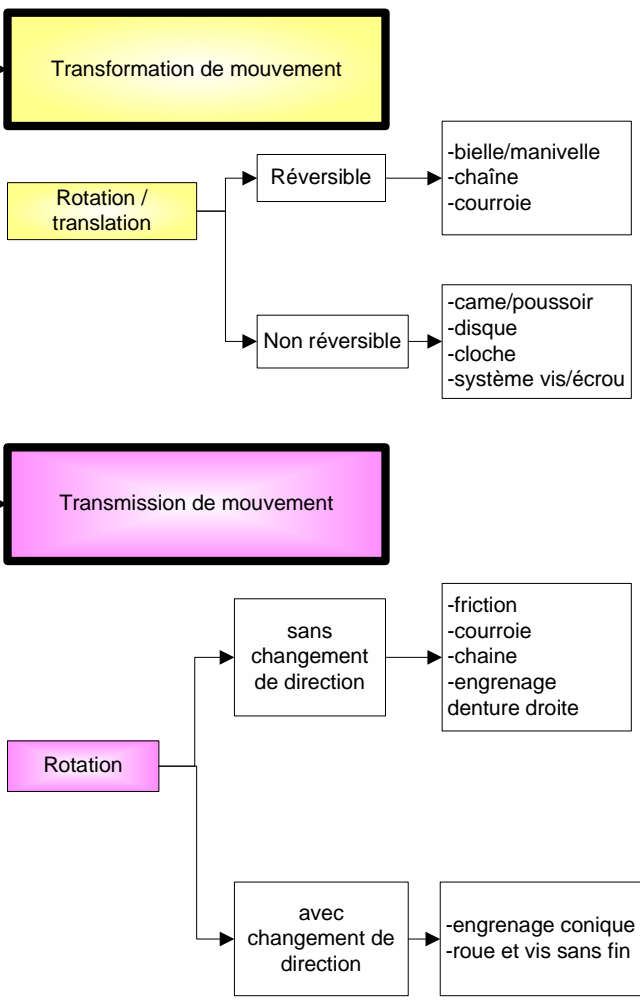 Transformation de mouvement
Rotation /
translation
Réversible
-bielle/manivelle
-chaîne
-courroie
Non réversible
-came/poussoir
-disque
-cloche
-système vis/écrou
Transmission de mouvement
Rotation
sans
changement
de direction
-friction
-courroie
-chaine
-engrenage
denture droite
avec
changement de
direction
-engrenage conique
-roue et vis sans fin